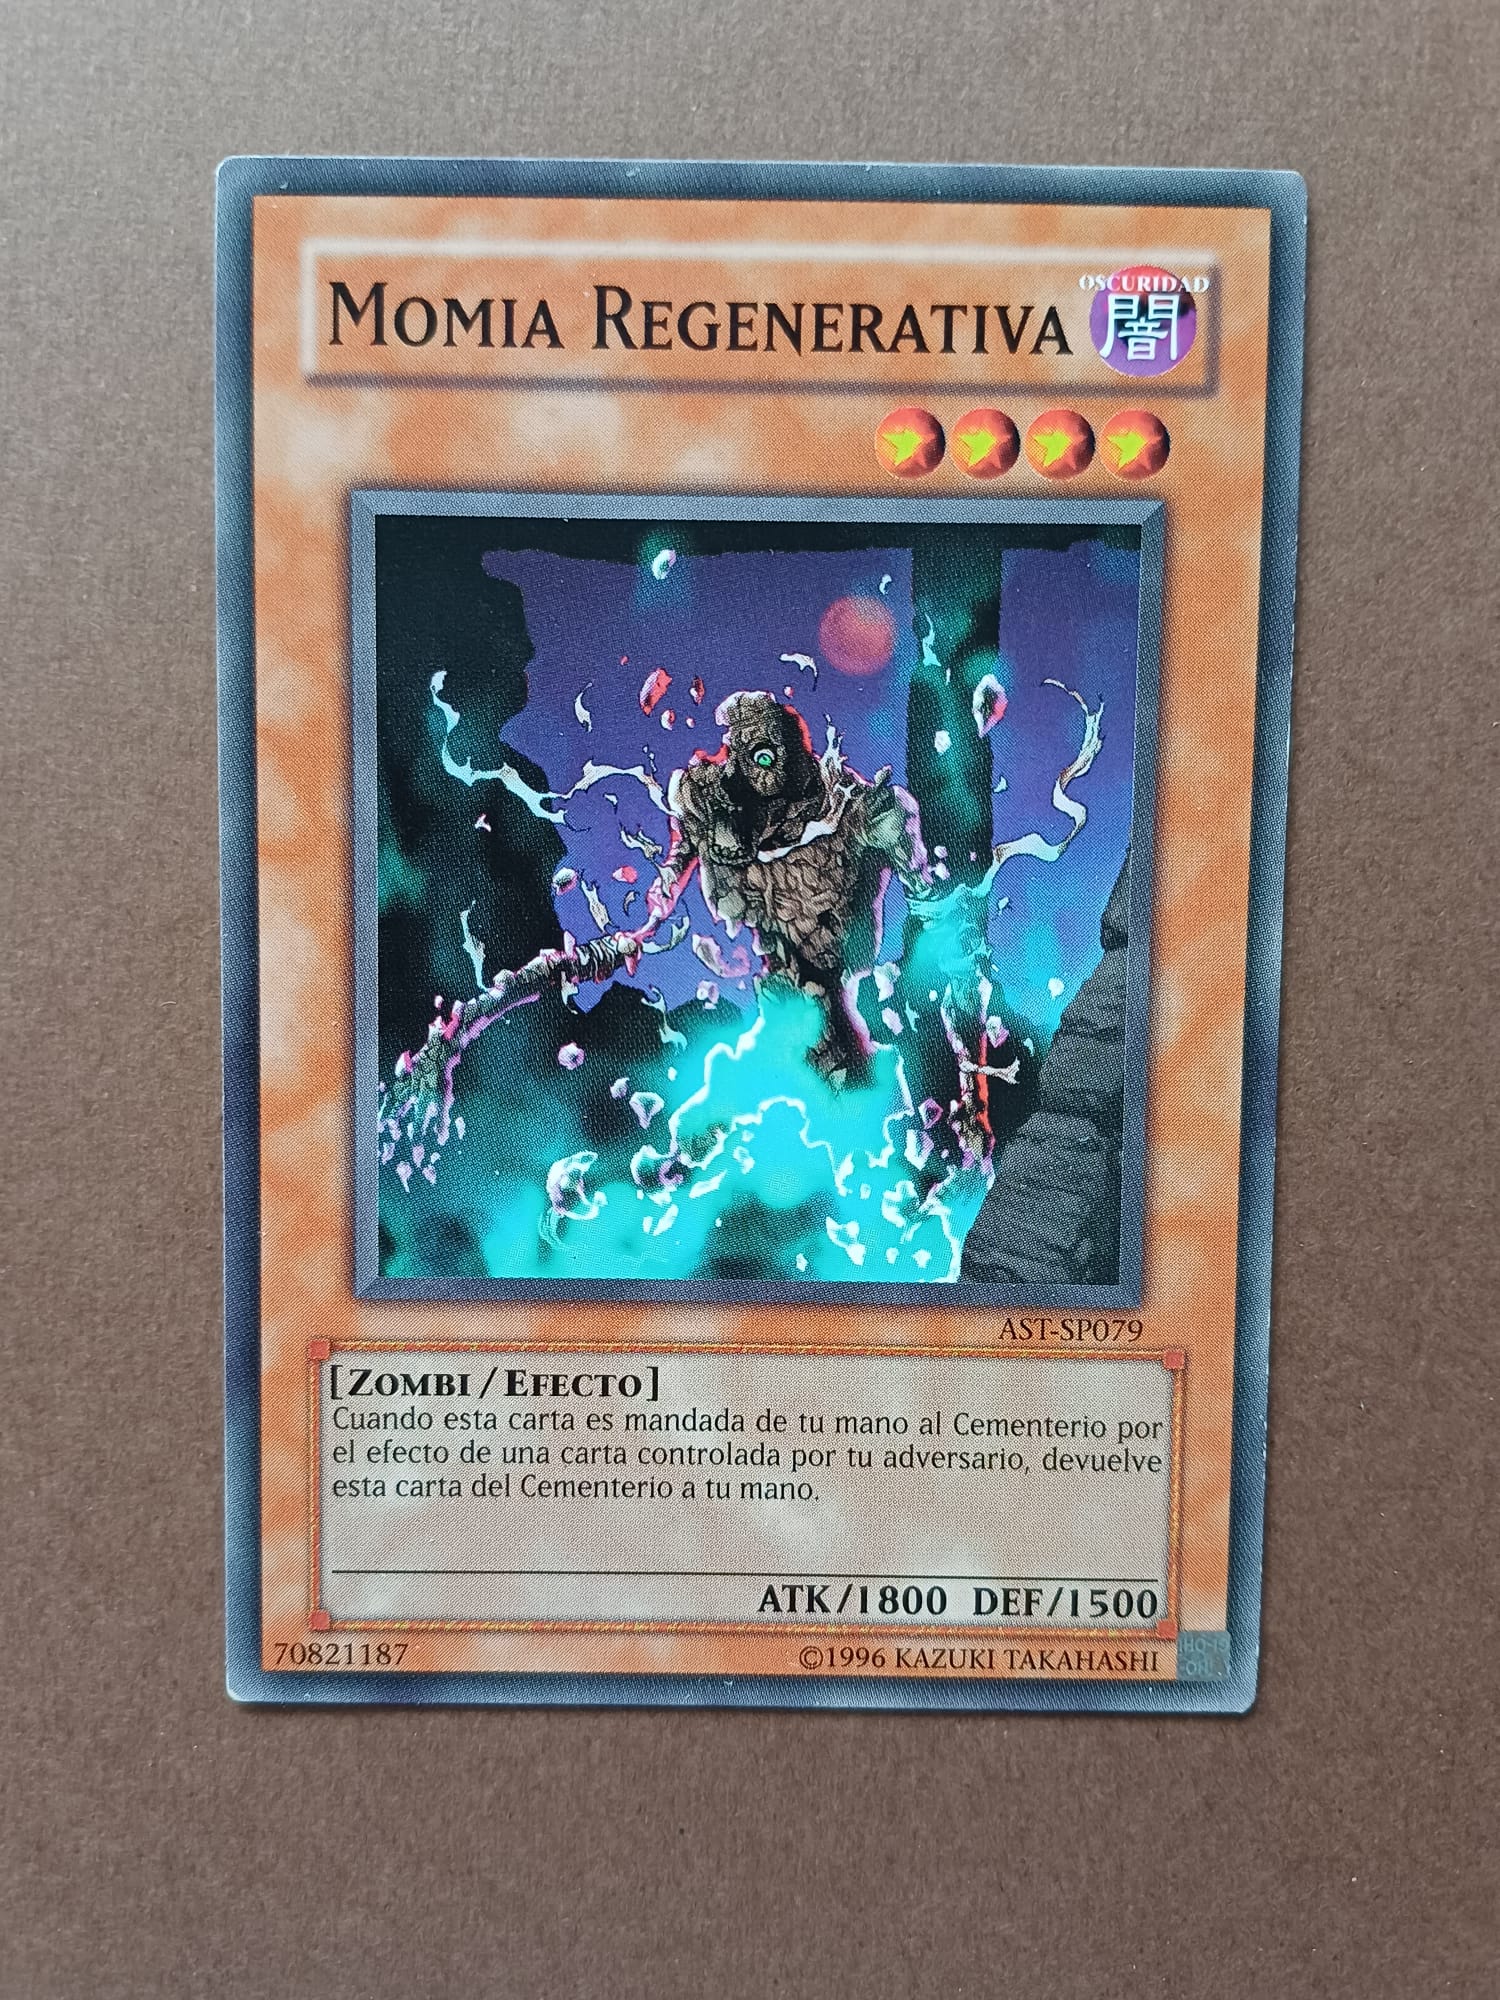 MOMIA REGENERATIVA
OSCURIDAD
闇
AST-SP079
[ZOMBI / EFECTO]
Cuando esta carta es mandada de tu mano al Cementerio por
el efecto de una carta controlada por tu adversario, devuelve
esta carta del Cementerio a tu mano.
ATK/1800 DEF/1500
70821187
©1996 KAZUKI TAKAHASHI